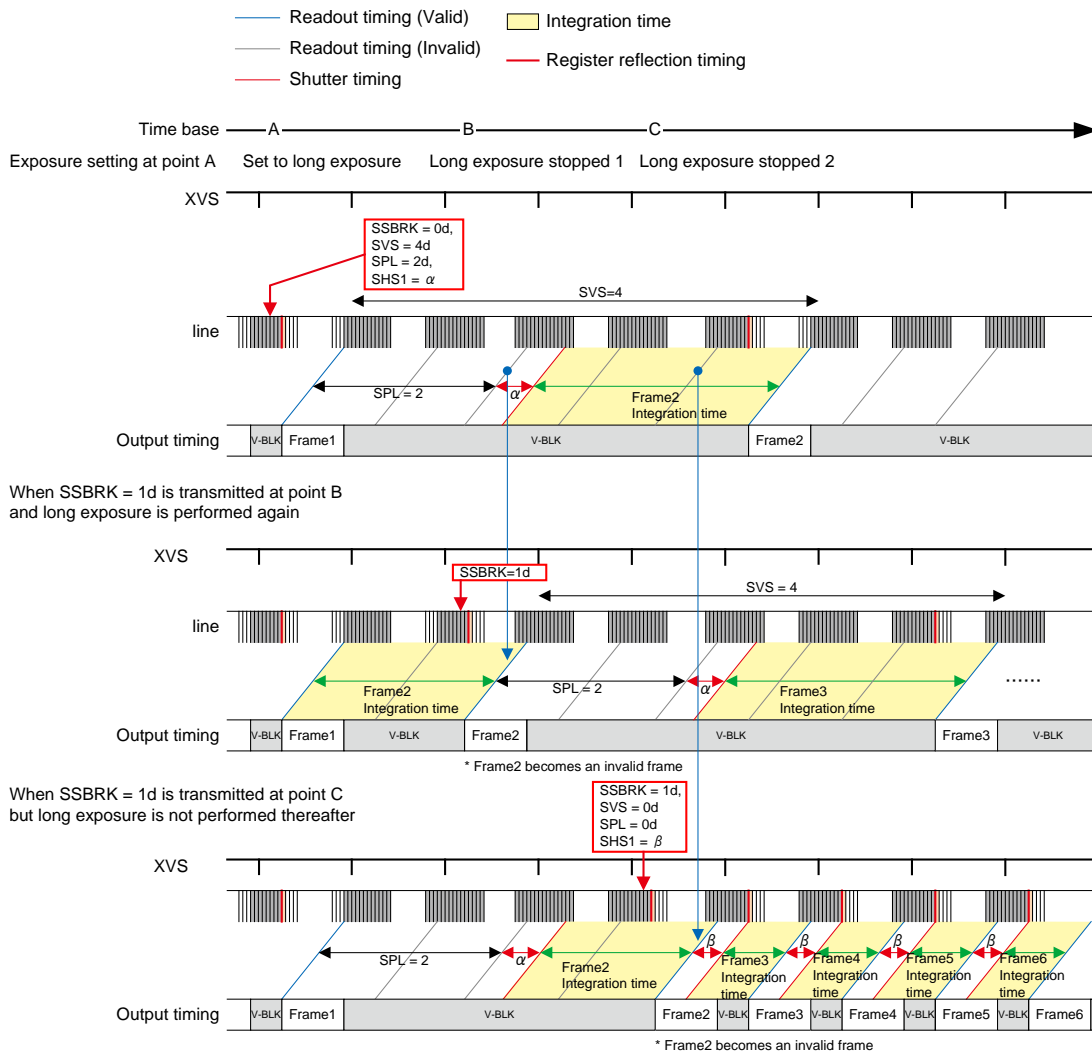 Readout timing (Valid)
Integration time
Readout timing (Invalid)
Register reflection timing
Shutter timing
Time base
A
B
C
Exposure setting at point A
Set to long exposure
Long exposure stopped 1
Long exposure stopped 2
XVS
SSBRK = 0d,
SVS = 4d
SPL = 2d,
SHS1 = α
SVS=4
line
SPL = 2
α
Frame2
Integration time
Output timing
V-BLK
Frame1
V-BLK
Frame2
V-BLK
When SSBRK = 1d is transmitted at point B
and long exposure is performed again
XVS
SSBRK=1d
SVS = 4
line
Frame2
Integration time
SPL = 2
α
Frame3
Integration time
......
Output timing
V-BLK
Frame1
V-BLK
Frame2
V-BLK
Frame3
V-BLK
* Frame2 becomes an invalid frame
When SSBRK = 1d is transmitted at point C
but long exposure is not performed thereafter
SSBRK = 1d,
SVS = 0d
SPL = 0d
SHS1 = β
XVS
line
SPL = 2
α
Frame2
Integration time
β
Frame3
Integration
time
β
Frame4
Integration
time
β
Frame5
Integration
time
β
Frame6
Integration
time
Output timing
V-BLK
Frame1
V-BLK
Frame2
V-BLK
Frame3
V-BLK
Frame4
V-BLK
Frame5
V-BLK
Frame6
* Frame2 becomes an invalid frame